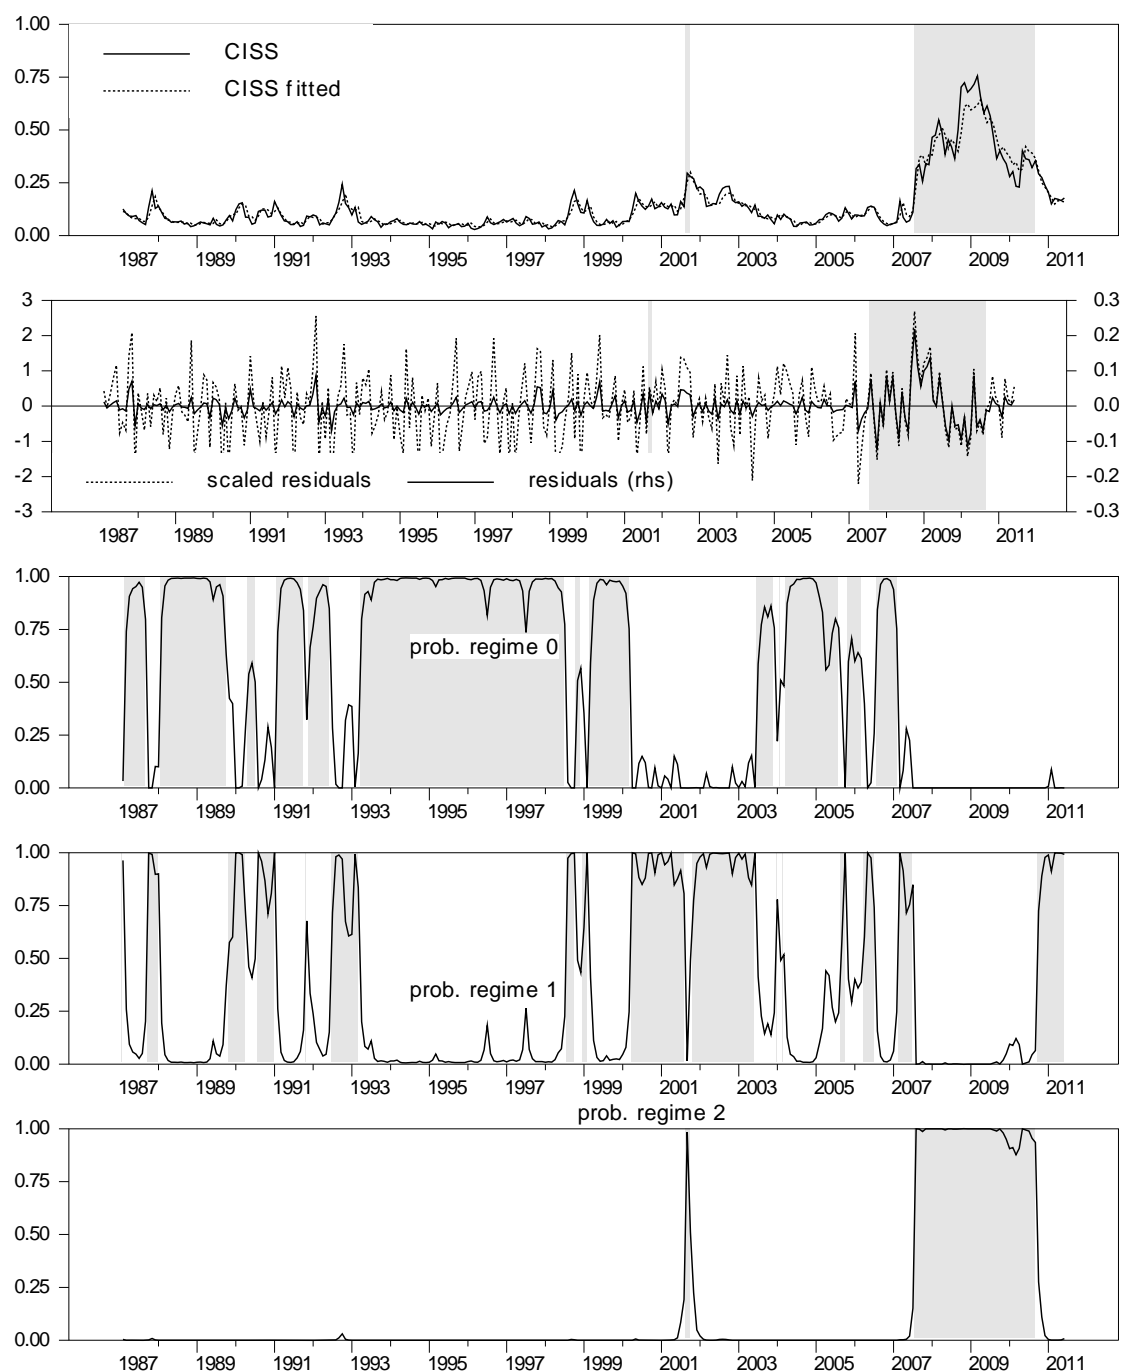 1.00
CISS
0.75
CISS fitted
0.50
0.25
0.00
1987 1989 1991 1993 1995 1997 1999 2001 2003 2005 2007 2009 2011
3 0.3
2 0.2
1 0.1
0 0.0
-1 -0.1
-2 scaled residuals residuals (rhs) -0.2
-3 -0.3
1987 1989 1991 1993 1995 1997 1999 2001 2003 2005 2007 2009 2011
1.00
0.75
prob. regime 0
0.50
0.25
0.00
1987 1989 1991 1993 1995 1997 1999 2001 2003 2005 2007 2009 2011
1.00
0.75
0.50
prob. regime 1
0.25
0.00
1987 1989 1991 1993 1995 1997 1999 2001 2003 2005 2007 2009 2011
prob. regime 2
1.00
0.75
0.50
0.25
0.00
1987 1989 1991 1993 1995 1997 1999 2001 2003 2005 2007 2009 2011